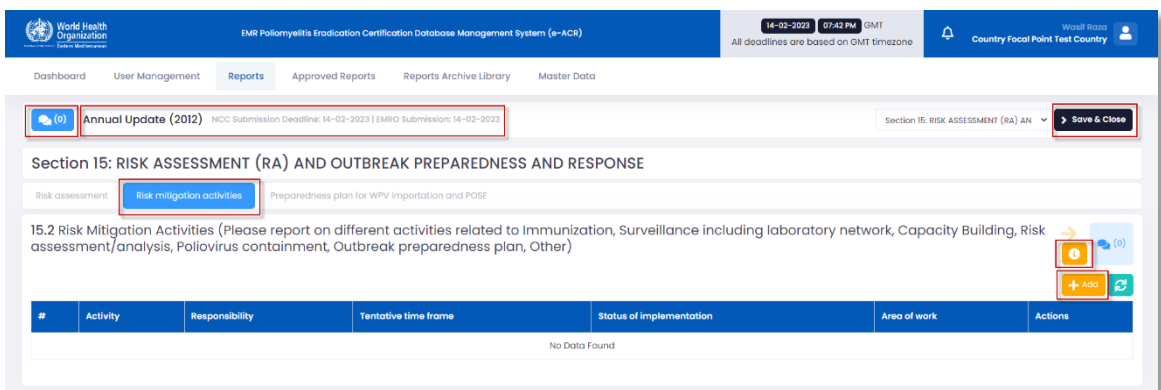 World Health
Organization
Eastern Mediterranean
EMR Poliomyelitis Eradication Certification Database Management System (e-ACR)
14-02-2023 07:42 PM GMT
All deadlines are based on GMT timezone
Wasif Raza
Country Focal Point Test Country
Dashboard User Management Reports Approved Reports Reports Archive Library Master Data
(0) Annual Update (2012) NCC Submission Deadline: 14-02-2023 | EMRO Submission: 14-02-2023 Section 15: RISK ASSESSMENT (RA) AN Save & Close
Section 15: RISK ASSESSMENT (RA) AND OUTBREAK PREPAREDNESS AND RESPONSE
Risk assessment Risk mitigation activities Preparedness plan for WPV importation and POSE
15.2 Risk Mitigation Activities (Please report on different activities related to Immunization, Surveillance including laboratory network, Capacity Building, Risk
assessment/analysis, Poliovirus containment, Outbreak preparedness plan, Other)
(0)
+ Add
# Activity Responsibility Tentative time frame Status of implementation Area of work Actions
No Data Found